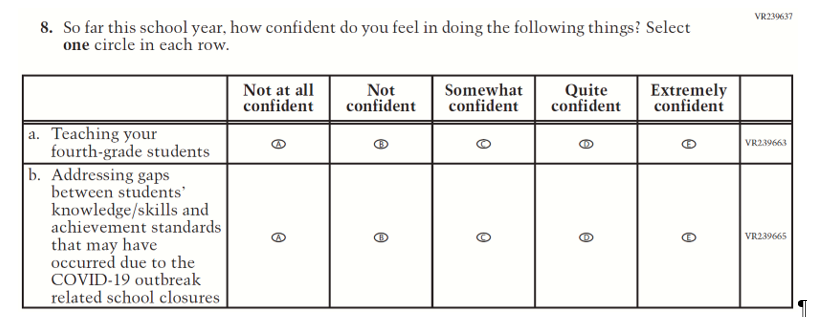 VR239637
8. So far this school year, how confident do you feel in doing the following things? Select
one circle in each row.
Not at all confident Not confident Somewhat confident Quite confident Extremely confident
a. Teaching your
fourth-grade students
A B C D E VR239663
b. Addressing gaps
between students’
knowledge/skills and
achievement standards
that may have
occurred due to the
COVID-19 outbreak
related school closures
A B C D E VR239665
¶